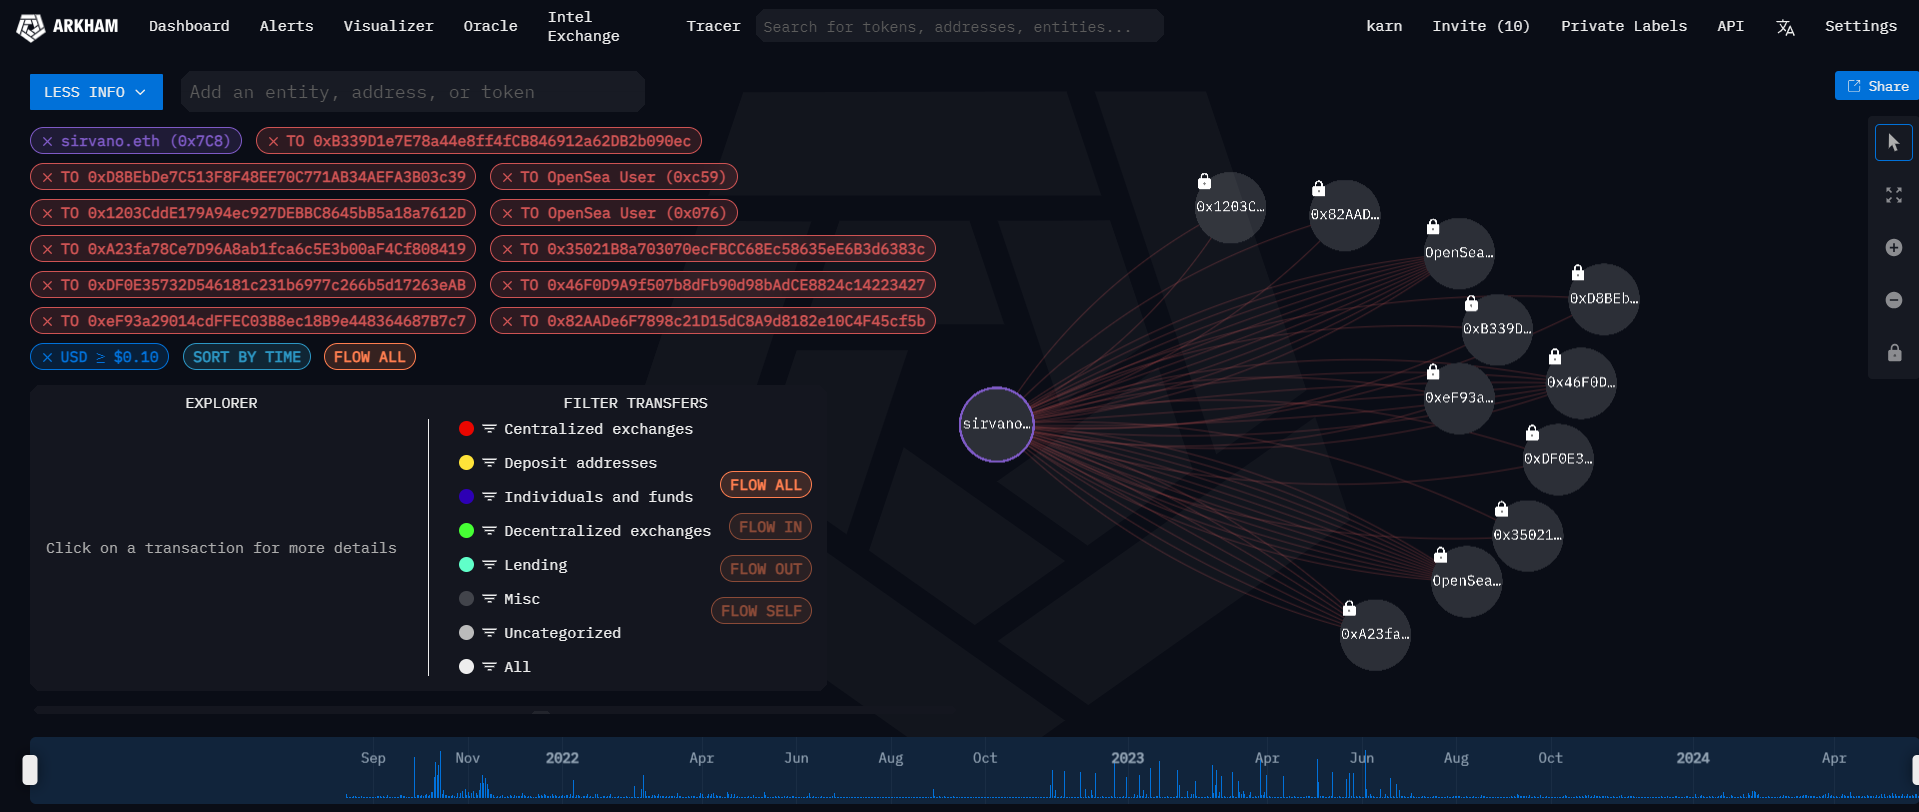 ARKHAM
Dashboard
Alerts
Visualizer
Oracle
Intel
Exchange
Tracer
Search for tokens, addresses, entities...
karn
Invite (10)
Private Labels
API
Settings
LESS INFO
Add an entity, address, or token
Share
× sirvano.eth (0x7C8)
× TO 0xB339D1e7E78a44e8ff4fCB846912a62DB2b090ec
× TO 0xD8BEbDe7C513F8F48EE70C771AB34AEFA3B03c39
× TO OpenSea User (0xc59)
× TO 0x1203CddE179A94ec927DEBBC8645bB5a18a7612D
× TO OpenSea User (0x076)
× TO 0xA23fa78Ce7D96A8ab1fca6c5E3b00aF4Cf808419
× TO 0x35021B8a703070ecFBCC68Ec58635eE6B3d6383c
× TO 0xDF0E35732D546181c231b6977c266b5d17263eAB
× TO 0x46F0D9A9f507b8dFb90d98bAdCE8824c14223427
× TO 0xeF93a29014cdFFEC03B8ec18B9e448364687B7c7
× TO 0x82AADe6F7898c21D15dC8A9d8182e10C4F45cf5b
× USD ≥ $0.10
SORT BY TIME
FLOW ALL
EXPLORER
Click on a transaction for more details
FILTER TRANSFERS
Centralized exchanges
Deposit addresses
Individuals and funds
Decentralized exchanges
Lending
Misc
Uncategorized
All
FLOW ALL
FLOW IN
FLOW OUT
FLOW SELF
sirvano…
0x1203C…
0x82AAD…
OpenSea…
0xD8BEb…
0xB339D…
0x46F0D…
0xeF93a…
0xDF0E3…
0x35021…
OpenSea…
0xA23fa…
Sep
Nov
2022
Apr
Jun
Aug
Oct
2023
Apr
Jun
Aug
Oct
2024
Apr